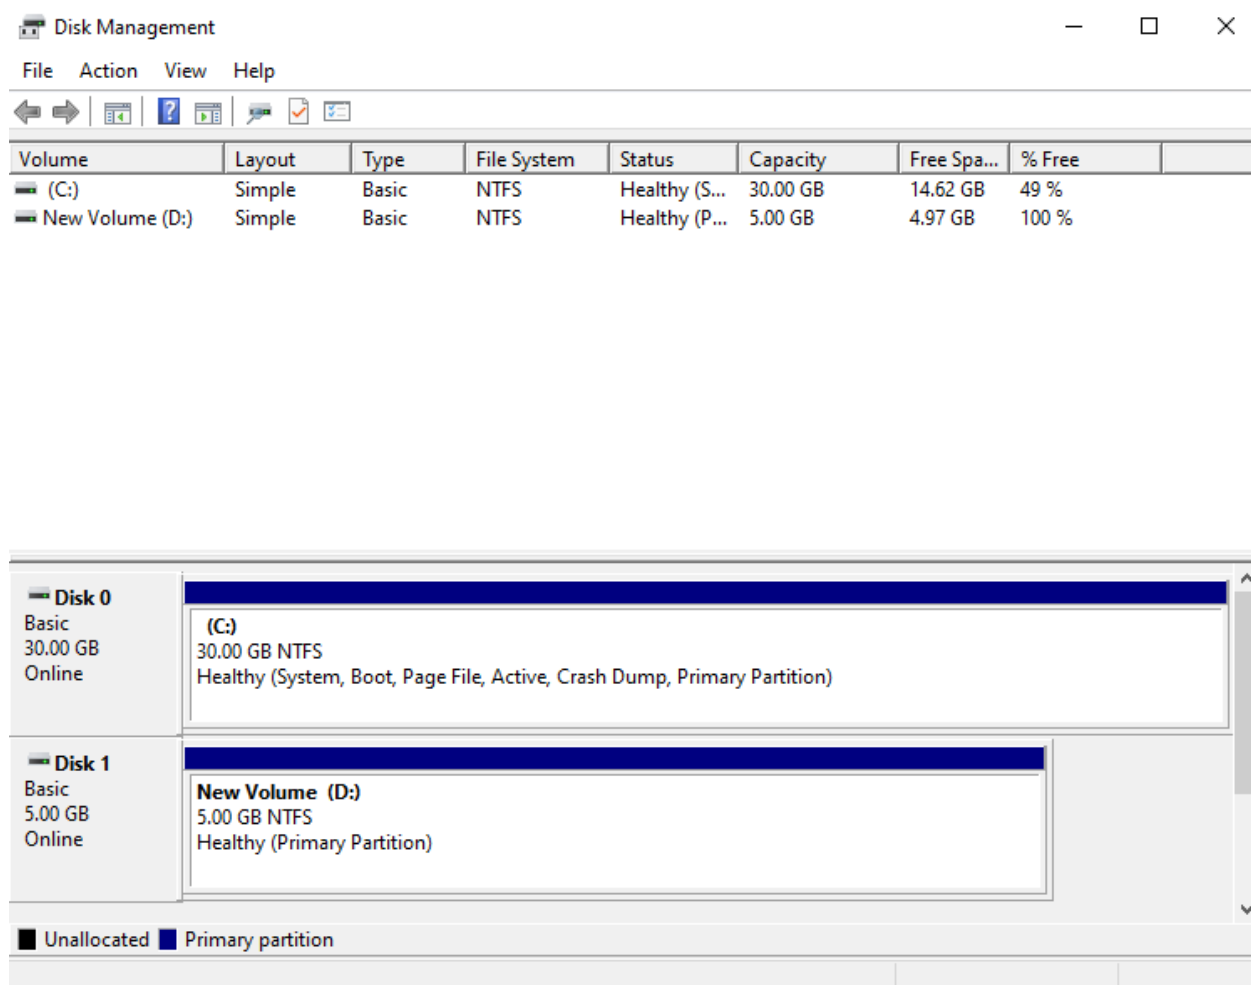 Disk Management
File Action View Help
Volume Layout Type File System Status Capacity Free Spa... % Free
(C:) Simple Basic NTFS Healthy (S... 30.00 GB 14.62 GB 49 %
New Volume (D:) Simple Basic NTFS Healthy (P... 5.00 GB 4.97 GB 100 %
Disk 0
Basic
30.00 GB
Online
(C:)
30.00 GB NTFS
Healthy (System, Boot, Page File, Active, Crash Dump, Primary Partition)
Disk 1
Basic
5.00 GB
Online
New Volume (D:)
5.00 GB NTFS
Healthy (Primary Partition)
Unallocated Primary partition